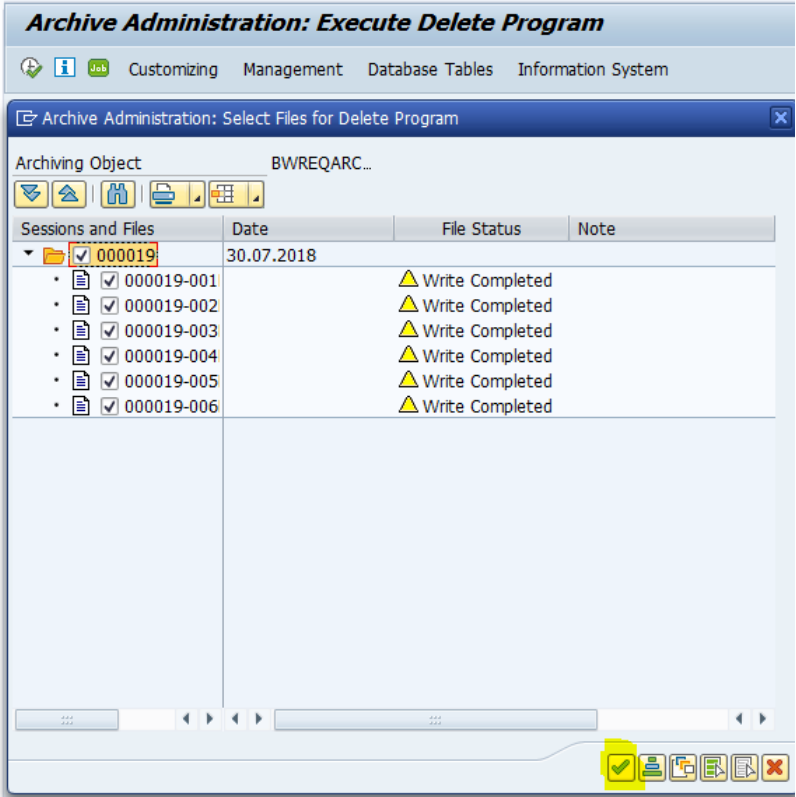 Archive Administration: Execute Delete Program
Job Customizing Management Database Tables Information System
Archive Administration: Select Files for Delete Program
Archiving Object BWREQARC...
Sessions and Files Date File Status Note
000019 30.07.2018
000019-001 Write Completed
000019-002 Write Completed
000019-003 Write Completed
000019-004 Write Completed
000019-005 Write Completed
000019-006 Write Completed